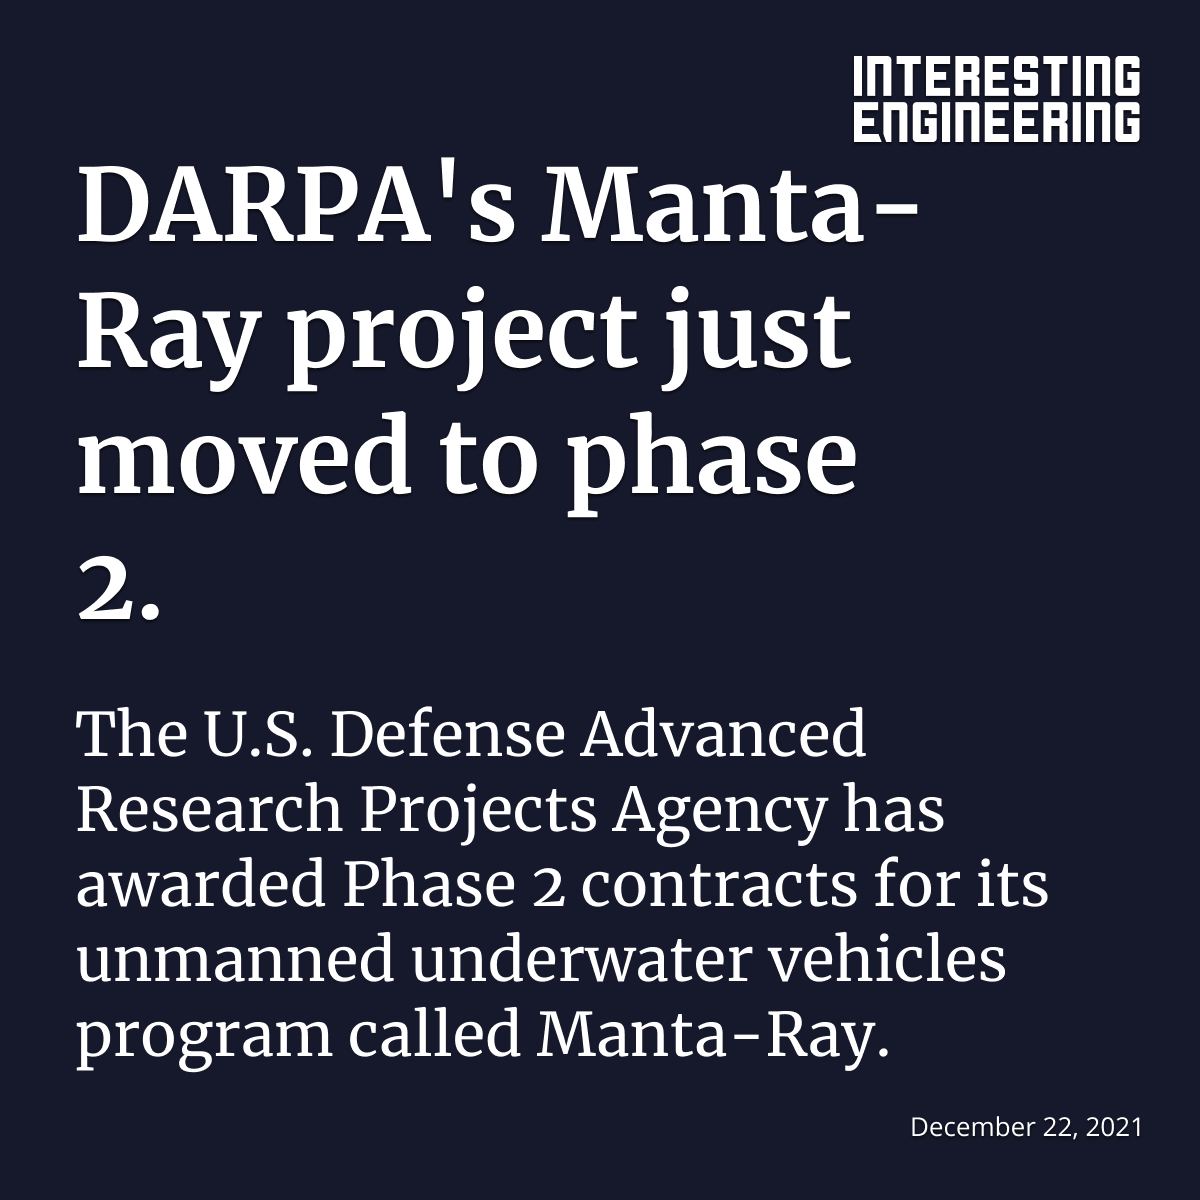 INTERESTING
ENGINEERING
DARPA's Manta-
Ray project just
moved to phase
2.
The U.S. Defense Advanced
Research Projects Agency has
awarded Phase 2 contracts for its
unmanned underwater vehicles
program called Manta-Ray.
December 22, 2021